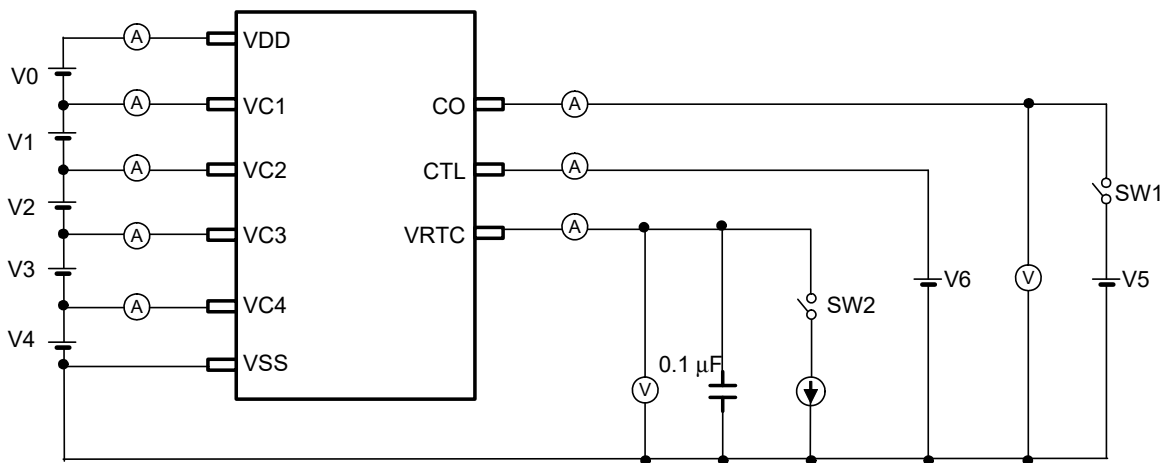 A
VDD
V0
A
VC1
CO
A
V1
A
VC2
CTL
A
SW1
V2
A
VC3
VRTC
A
V3
V6
V
V5
A
VC4
SW2
V4
VSS
0.1 μF
V